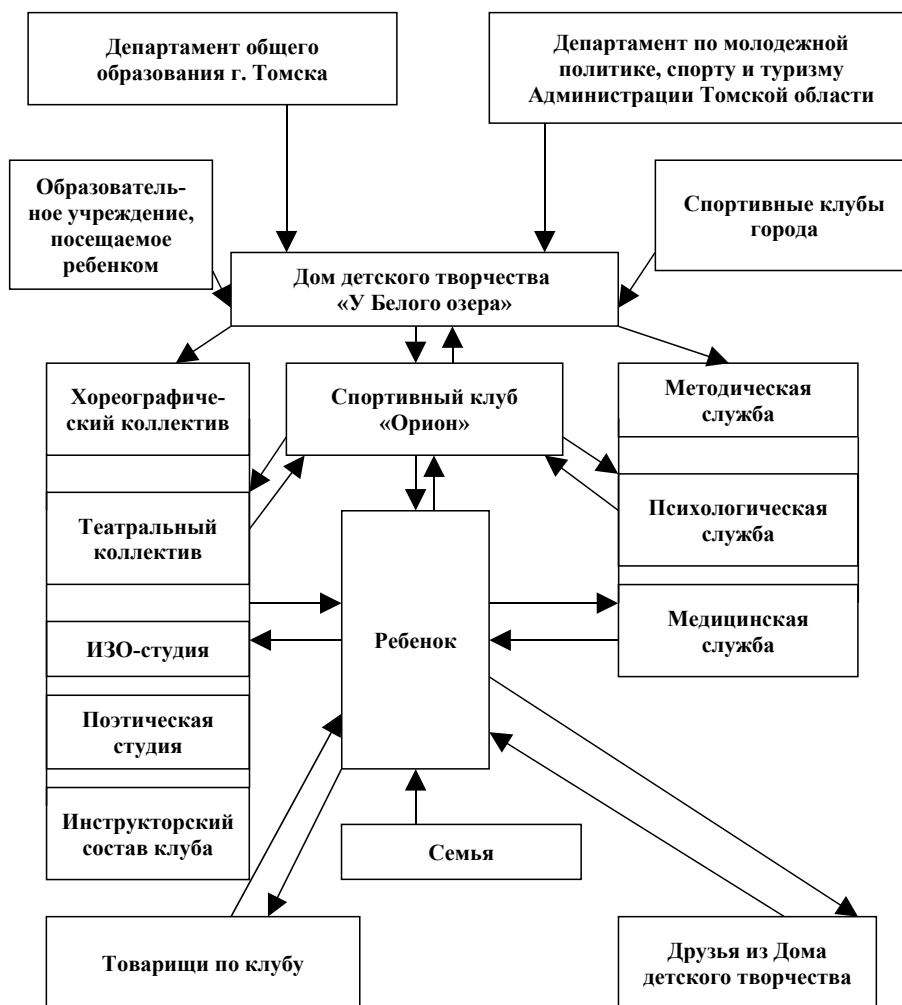 Департамент общего
образования г. Томска
Департамент по молодежной
политике, спорту и туризму
Администрации Томской области
Образователь-
ное учреждение,
посещаемое
ребенком
Спортивные клубы
города
Дом детского творчества
«У Белого озера»
Хореографиче-
ский коллектив
Спортивный клуб
«Орион»
Методическая
служба
Театральный
коллектив
Психологическая
служба
ИЗО-студия
Ребенок
Медицинская
служба
Поэтическая
студия
Инструкторский
состав клуба
Семья
Товарищи по клубу
Друзья из Дома
детского творчества